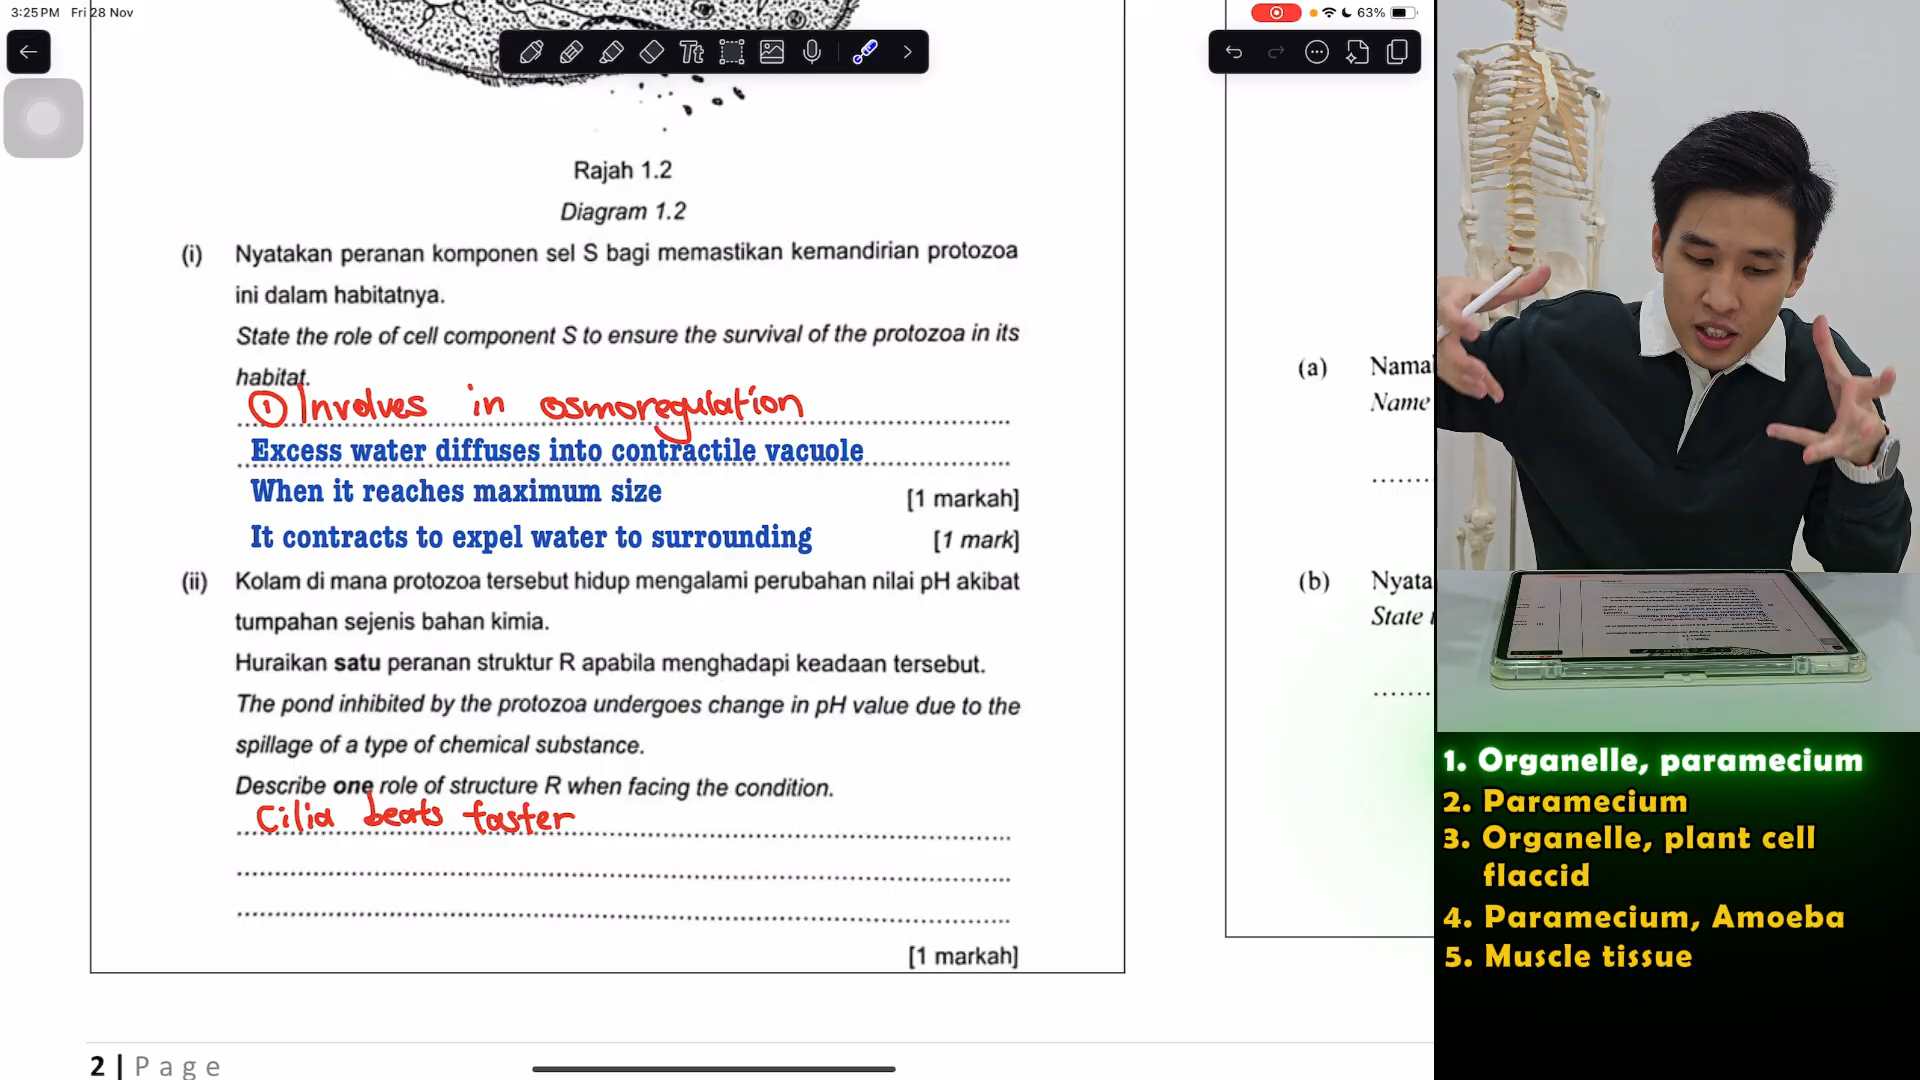 3:25 PM Fri 28 Nov
63%
Tt
Rajah 1.2
Diagram 1.2
(i) Nyatakan peranan komponen sel S bagi memastikan kemandirian protozoa
ini dalam habitatnya.
State the role of cell component S to ensure the survival of the protozoa in its
habitat.
① Involves in osmoregulation
Excess water diffuses into contractile vacuole
When it reaches maximum size
[1 markah]
It contracts to expel water to surrounding
[1 mark]
(ii) Kolam di mana protozoa tersebut hidup mengalami perubahan nilai pH akibat
tumpahan sejenis bahan kimia.
Huraikan satu peranan struktur R apabila menghadapi keadaan tersebut.
The pond inhibited by the protozoa undergoes change in pH value due to the
spillage of a type of chemical substance.
Describe one role of structure R when facing the condition.
Cilia beats faster
[1 markah]
2 | Page
(a) Nama
Name
(b) Nyata
State
1. Organelle, paramecium
2. Paramecium
3. Organelle, plant cell
flaccid
4. Paramecium, Amoeba
5. Muscle tissue